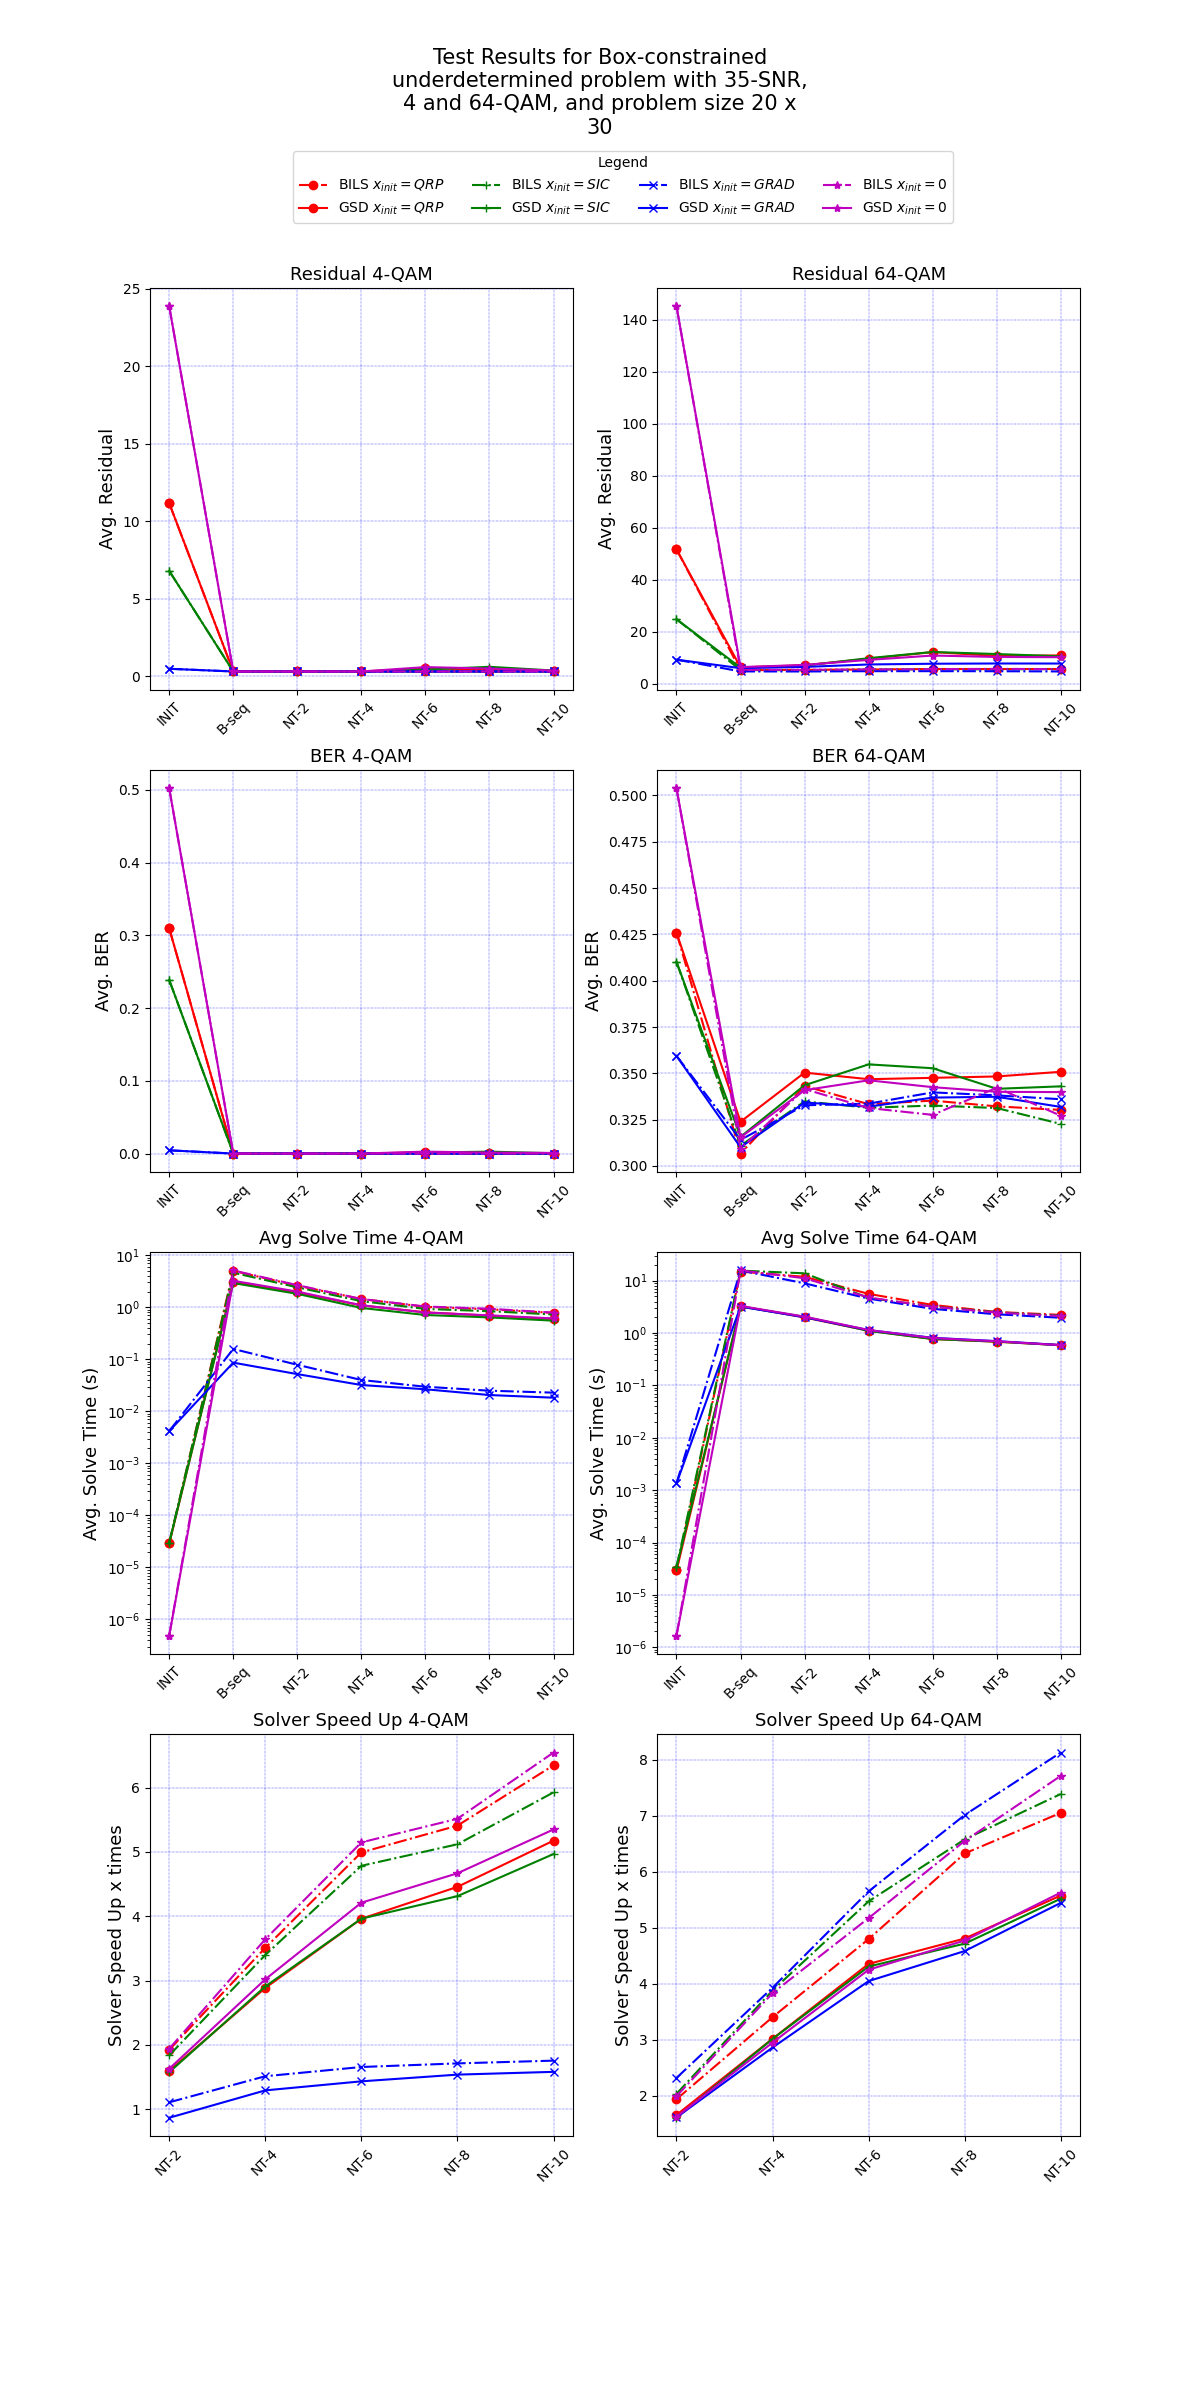 Test Results for Box-constrained
underdetermined problem with 35-SNR,
4 and 64-QAM, and problem size 20 x
30
Legend
BILS x_init = QRP
BILS x_init = SIC
BILS x_init = GRAD
BILS x_init = 0
GSD x_init = QRP
GSD x_init = SIC
GSD x_init = GRAD
GSD x_init = 0
Residual 4-QAM
Avg. Residual
25
20
15
10
5
0
INIT B-seq NT-2 NT-4 NT-6 NT-8 NT-10
Residual 64-QAM
Avg. Residual
140
120
100
80
60
40
20
0
INIT B-seq NT-2 NT-4 NT-6 NT-8 NT-10
BER 4-QAM
Avg. BER
0.5
0.4
0.3
0.2
0.1
0.0
INIT B-seq NT-2 NT-4 NT-6 NT-8 NT-10
BER 64-QAM
Avg. BER
0.500
0.475
0.450
0.425
0.400
0.375
0.350
0.325
0.300
INIT B-seq NT-2 NT-4 NT-6 NT-8 NT-10
Avg Solve Time 4-QAM
Avg. Solve Time (s)
10^1
10^0
10^-1
10^-2
10^-3
10^-4
10^-5
10^-6
INIT B-seq NT-2 NT-4 NT-6 NT-8 NT-10
Avg Solve Time 64-QAM
Avg. Solve Time (s)
10^1
10^0
10^-1
10^-2
10^-3
10^-4
10^-5
10^-6
INIT B-seq NT-2 NT-4 NT-6 NT-8 NT-10
Solver Speed Up 4-QAM
Solver Speed Up x times
6
5
4
3
2
1
NT-2 NT-4 NT-6 NT-8 NT-10
Solver Speed Up 64-QAM
Solver Speed Up x times
8
7
6
5
4
3
2
NT-2 NT-4 NT-6 NT-8 NT-10